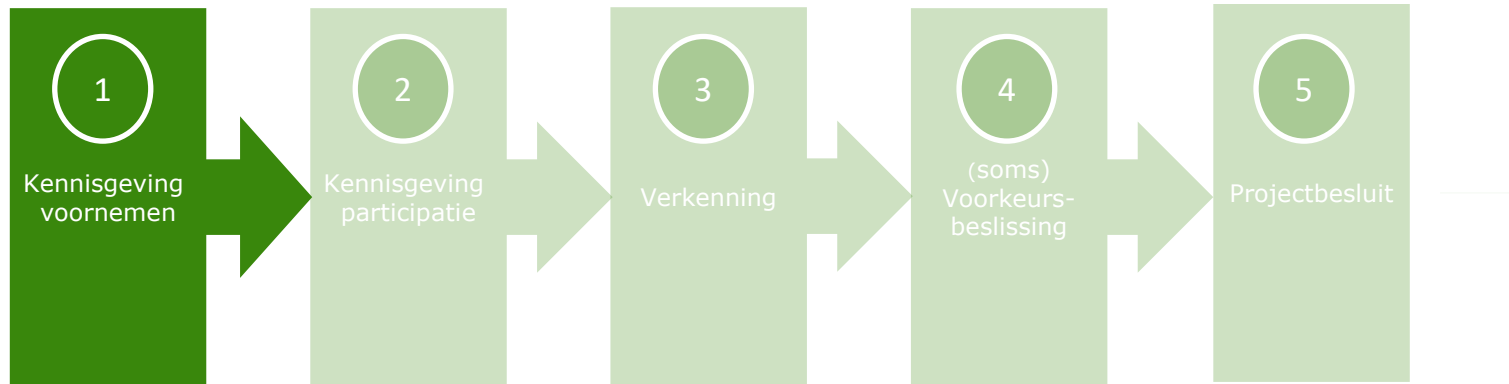 1
Kennisgeving
voornemen
2
Kennisgeving
participatie
3
Verkenning
4
(soms)
Voorkeurs-
beslissing
5
Projectbesluit